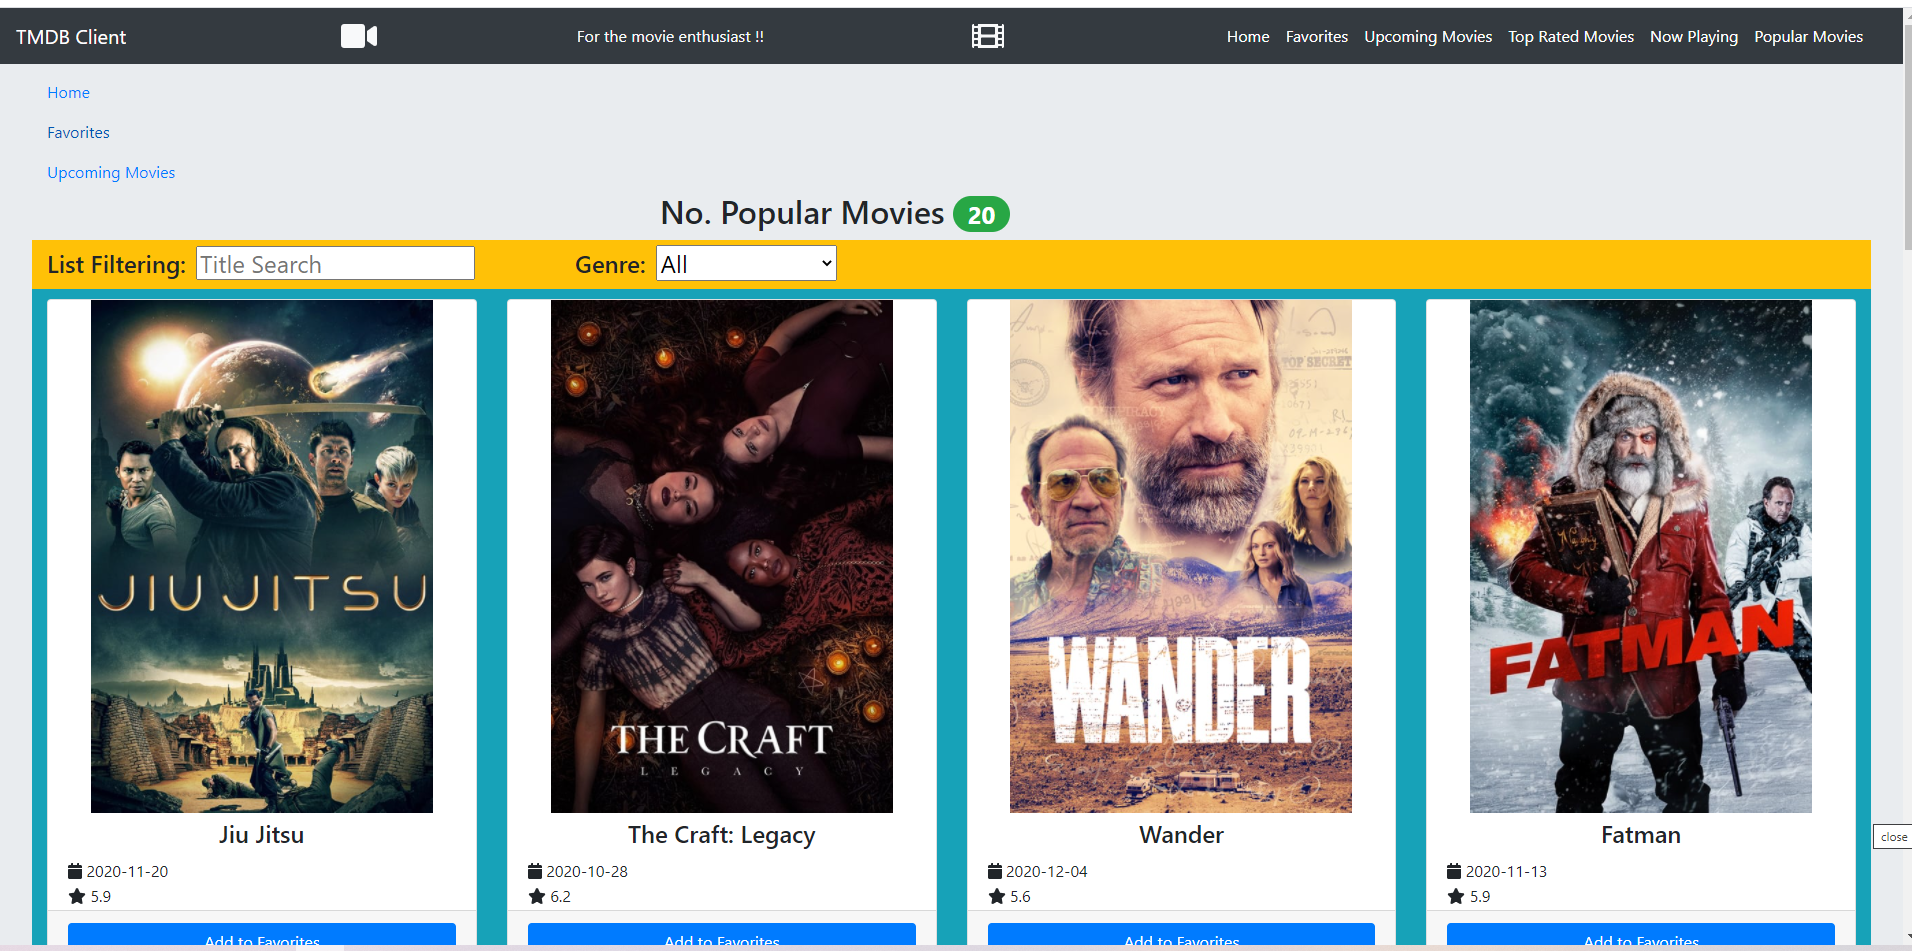 TMDB Client For the movie enthusiast !! Home Favorites Upcoming Movies Top Rated Movies Now Playing Popular Movies
Home
Favorites
Upcoming Movies
No. Popular Movies 20
List Filtering: Title Search Genre: All
TOP SECRET
CONSPIRACY
JIU JITSU
THE CRAFT
LEGACY
WANDER
FATMAN
Jiu Jitsu
The Craft: Legacy
Wander
Fatman
close
2020-11-20
2020-10-28
2020-12-04
2020-11-13
5.9
6.2
5.6
5.9
Add to Favorites
Add to Favorites
Add to Favorites
Add to Favorites